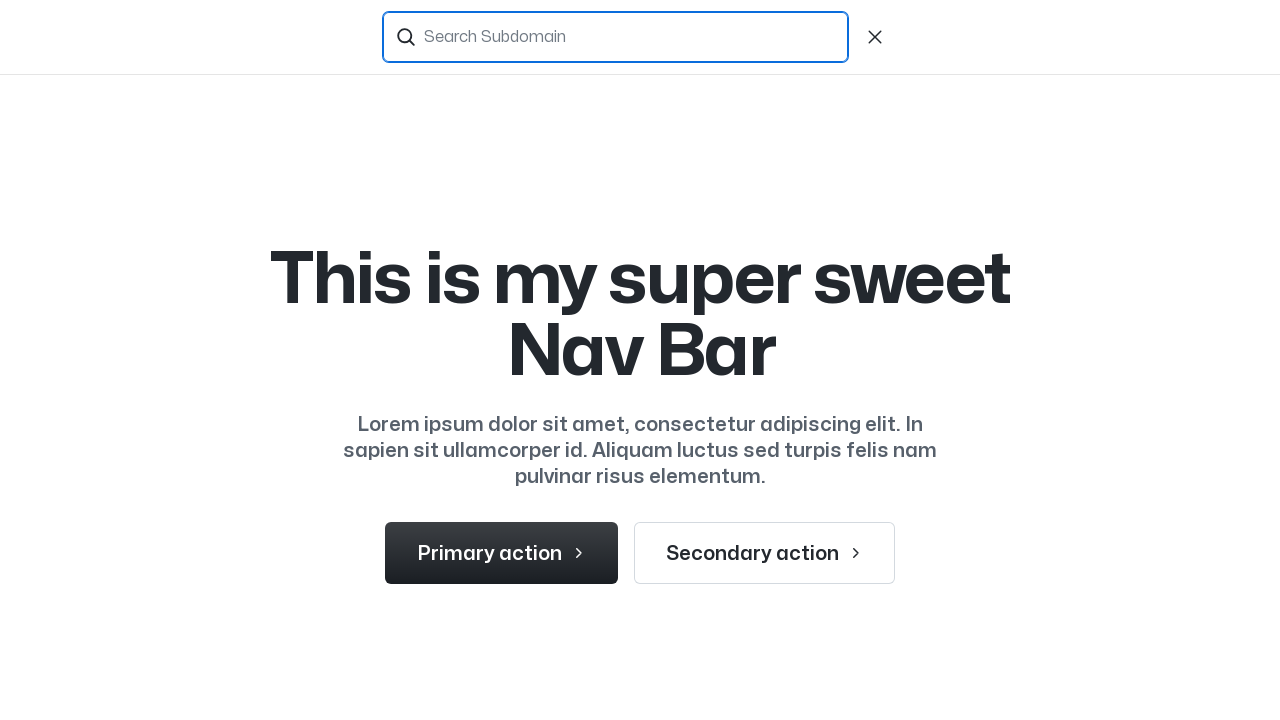 Search Subdomain
This is my super sweet
Nav Bar
Lorem ipsum dolor sit amet, consectetur adipiscing elit. In
sapien sit ullamcorper id. Aliquam luctus sed turpis felis nam
pulvinar risus elementum.
Primary action
Secondary action